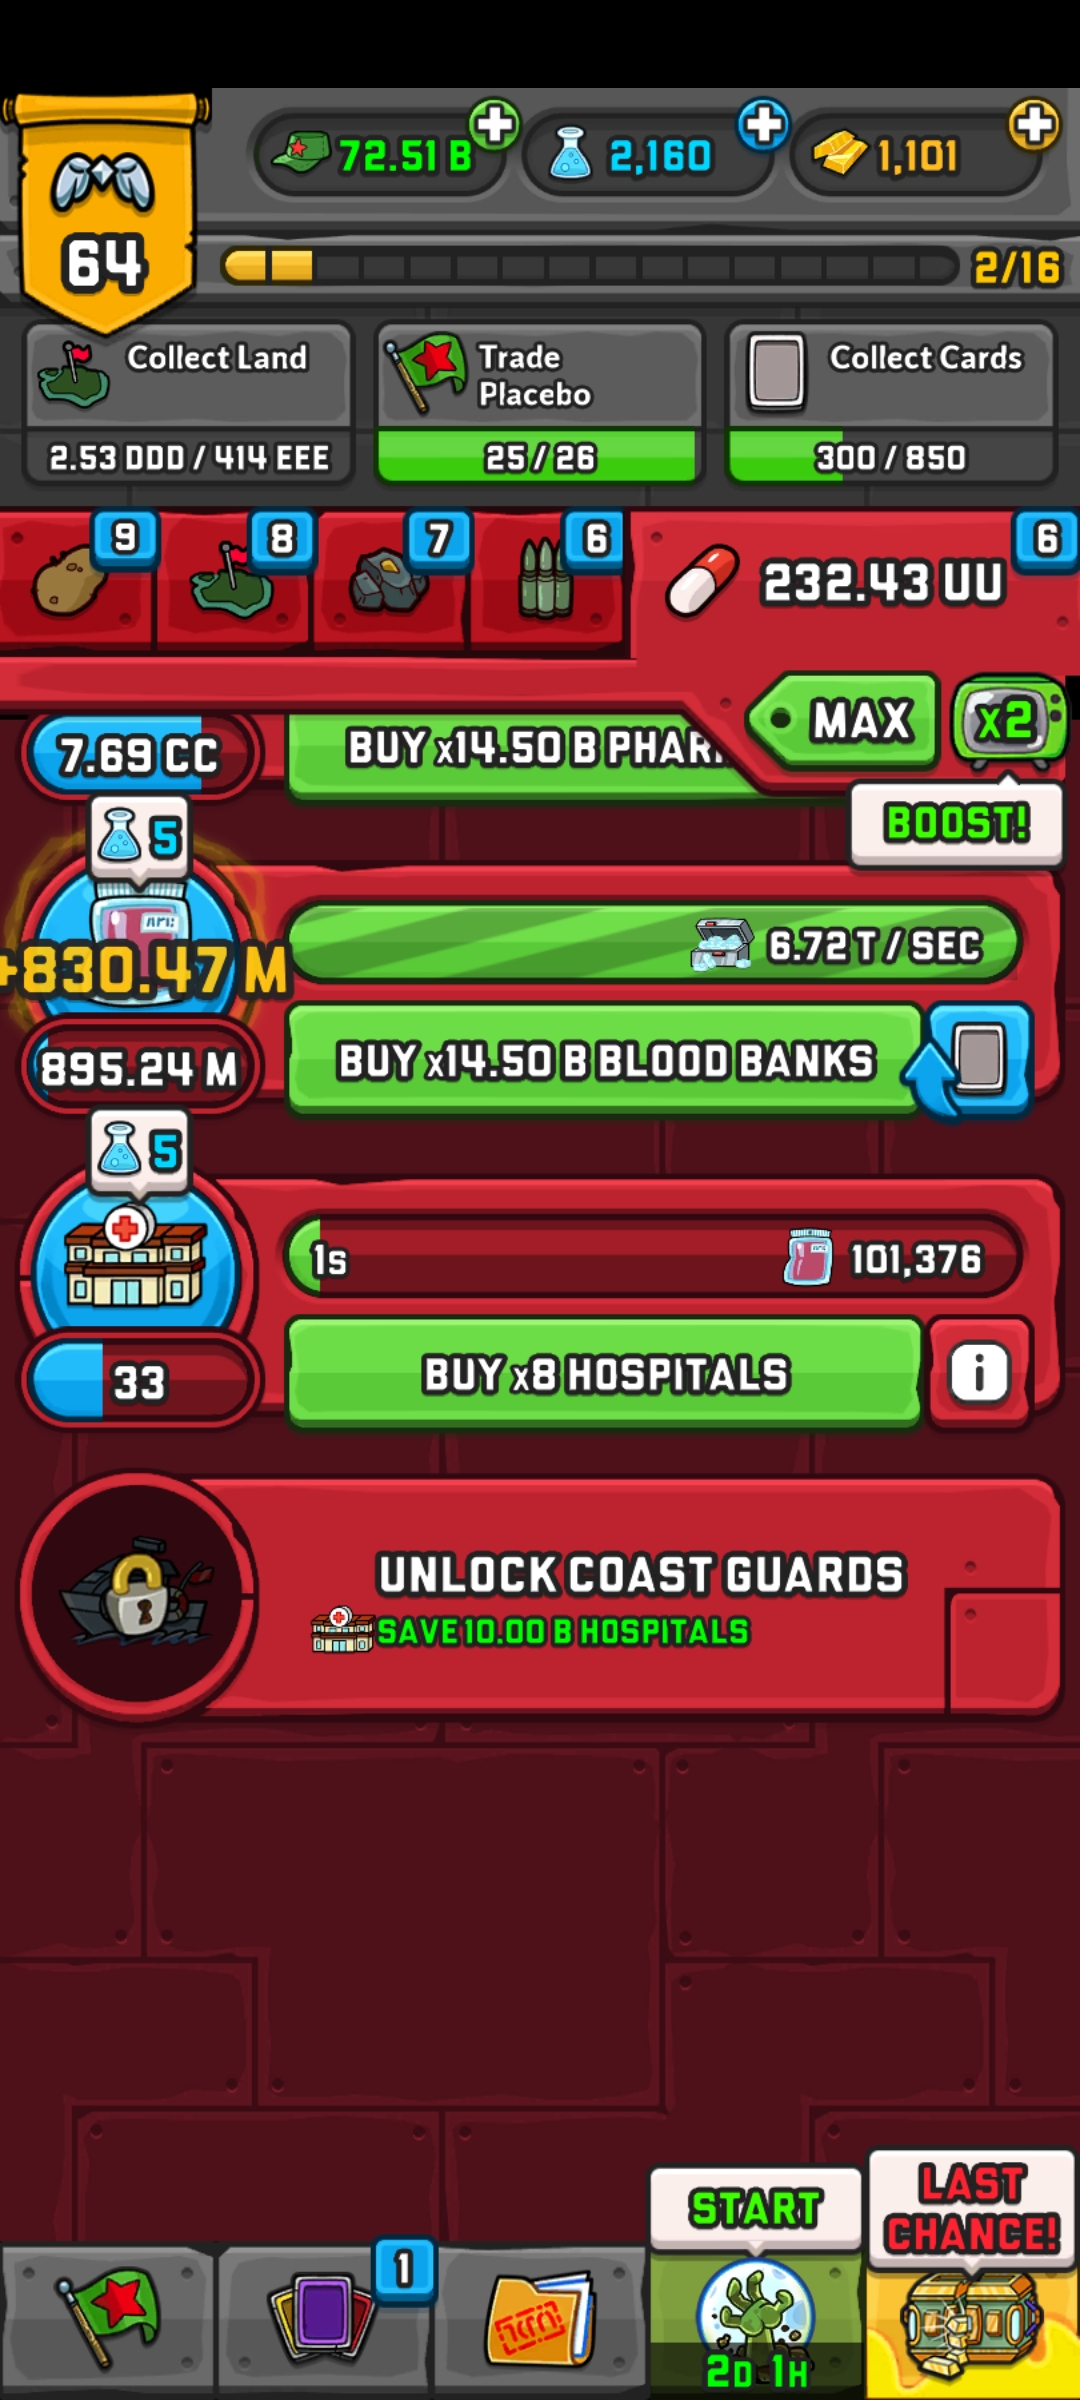 72.51 B
2,160
1,101
64
2/16
Collect Land
2.53 DDD / 414 EEE
Trade
Placebo
25 / 26
Collect Cards
300 / 850
9
8
7
6
232.43 UU
6
MAX
x2
BOOST!
7.69 CC
BUY x14.50 B PHAR
5
+830.47 M
6.72 T / SEC
895.24 M
BUY x14.50 B BLOOD BANKS
5
1s
101,376
33
BUY x8 HOSPITALS
i
UNLOCK COAST GUARDS
SAVE 10.00 B HOSPITALS
1
START
2D 1H
LAST
CHANCE!